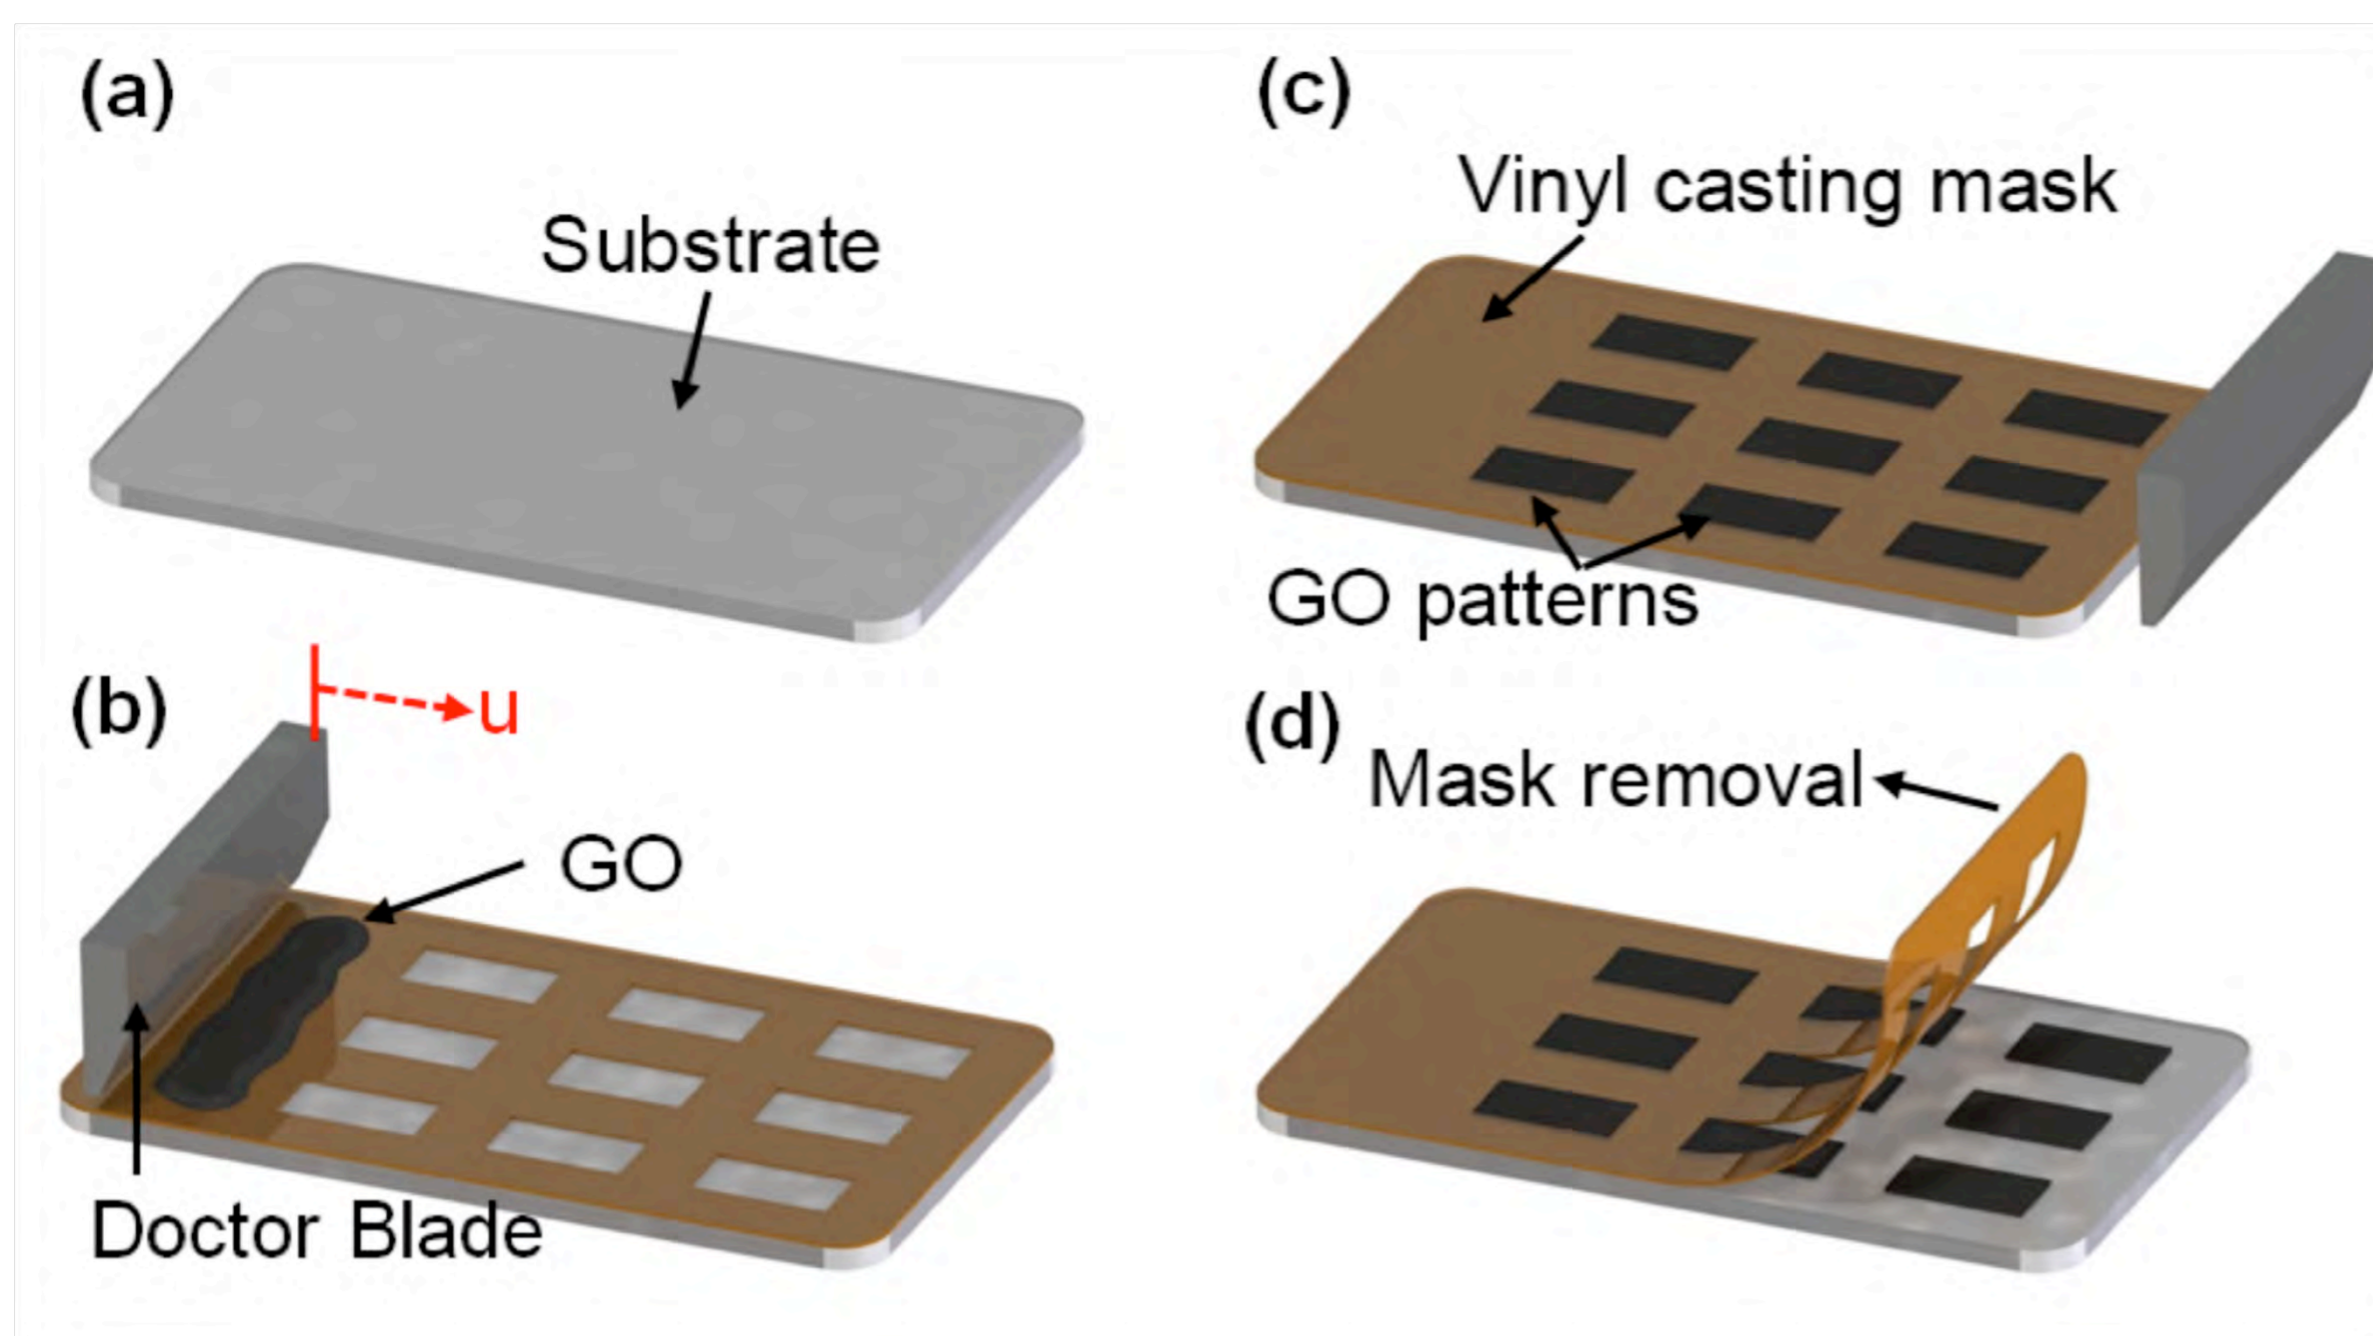 (a)
Substrate
(b)
u
GO
Doctor Blade
(c)
Vinyl casting mask
GO patterns
(d)
Mask removal